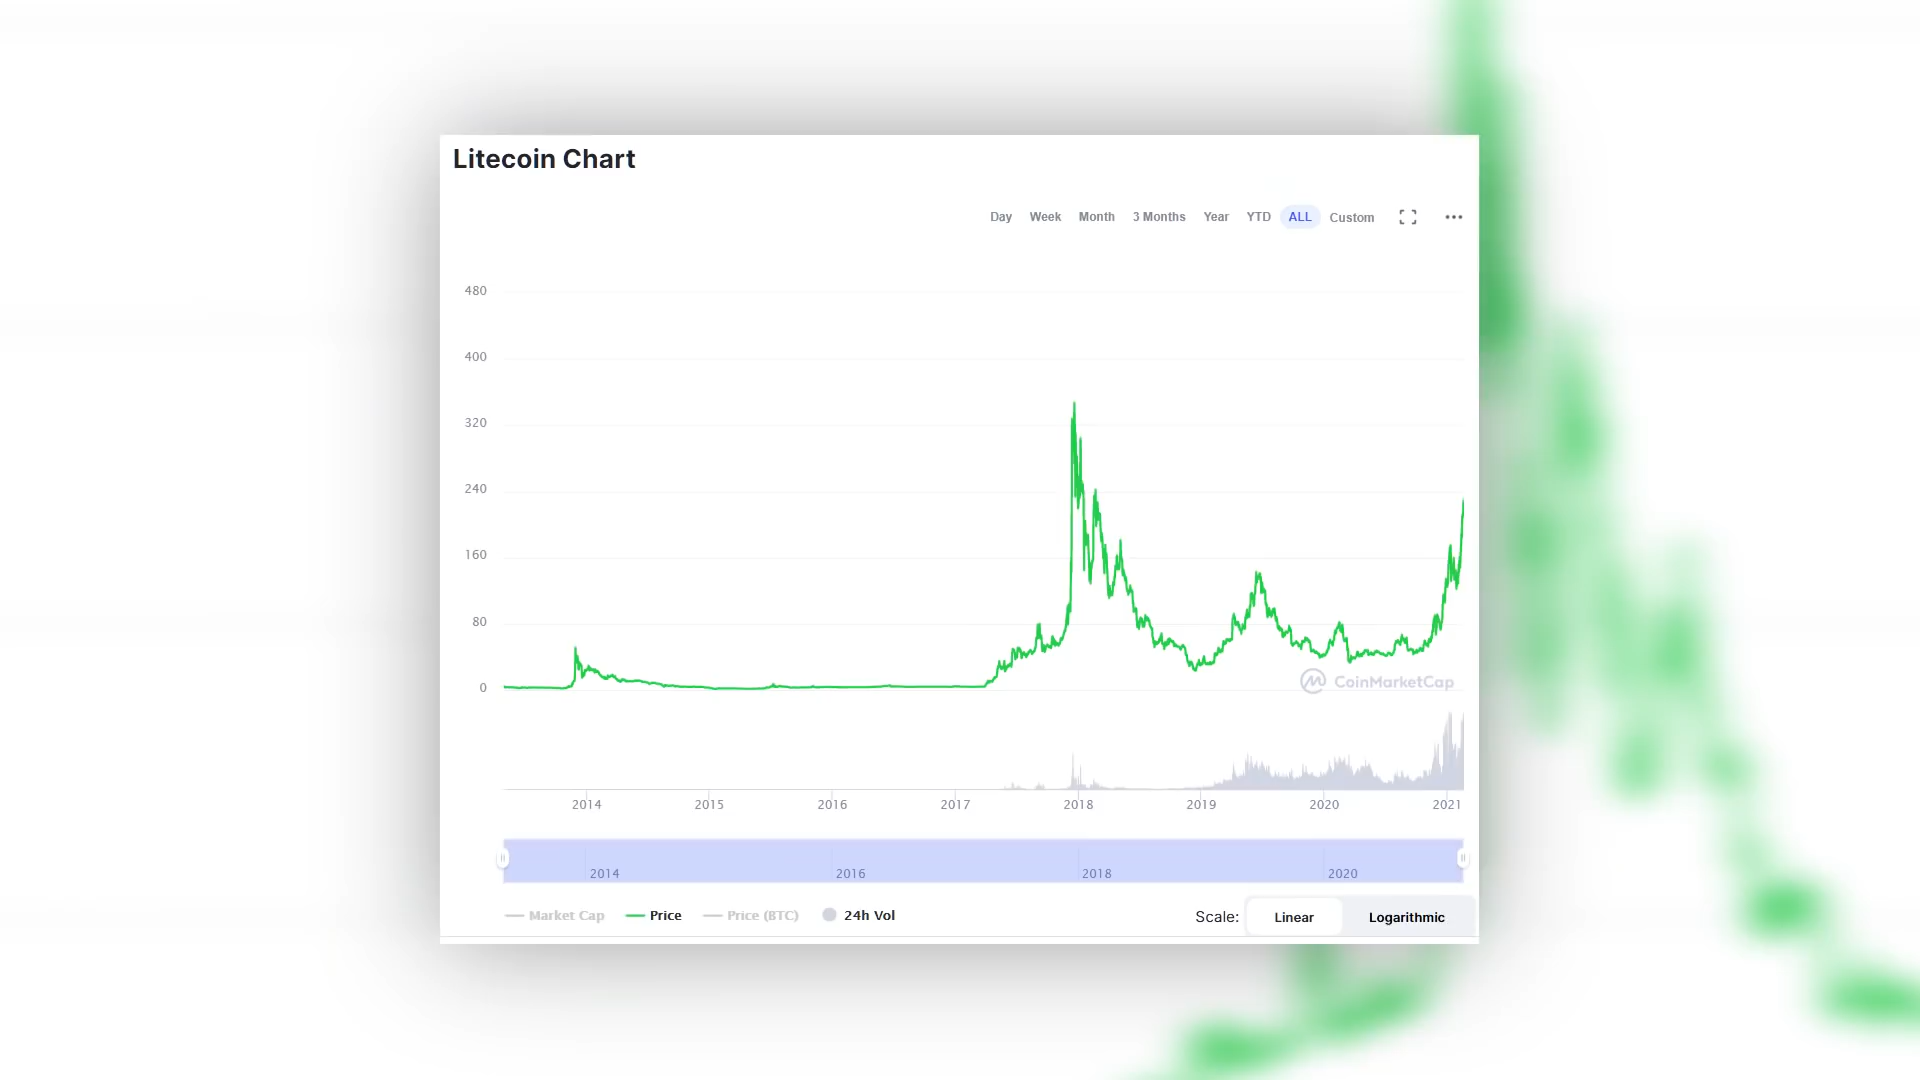 Litecoin Chart
Day Week Month 3 Months Year YTD ALL Custom
480
400
320
240
160
80
0
CoinMarketCap
2014 2015 2016 2017 2018 2019 2020 2021
2014 2016 2018 2020
Market Cap Price Price (BTC) 24h Vol Scale: Linear Logarithmic